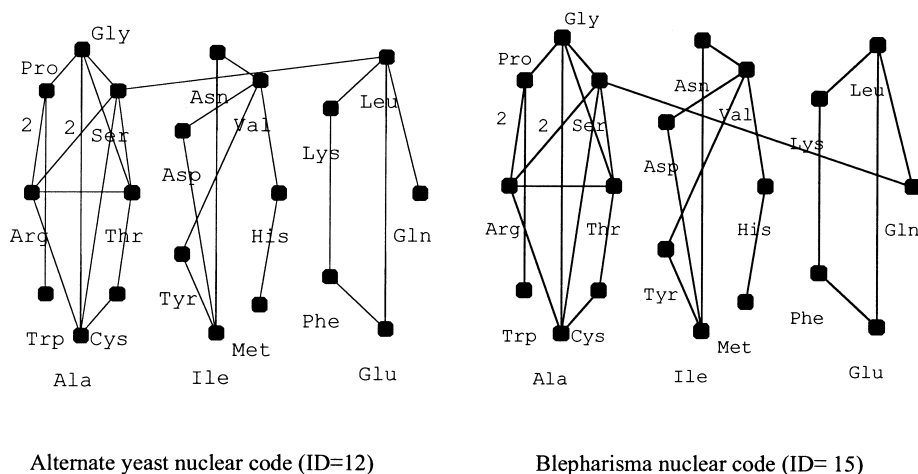 Gly
Pro
Asn
Leu
2 2 Ser
Val
Lys
Asp
Arg Thr
His
Gln
Tyr
Phe
Trp Cys
Met
Ala
Ile
Glu
Alternate yeast nuclear code (ID=12)
Gly
Pro
Asn
Leu
2 2 Ser
Val
Lys
Asp
Arg Thr
His
Gln
Tyr
Phe
Trp Cys
Met
Ala
Ile
Glu
Blepharisma nuclear code (ID= 15)